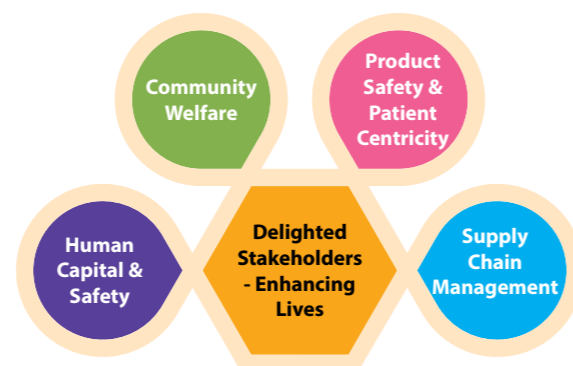 Community
Welfare
Product
Safety &
Patient
Centricity
Human
Capital &
Safety
Delighted
Stakeholders
- Enhancing
Lives
Supply
Chain
Management